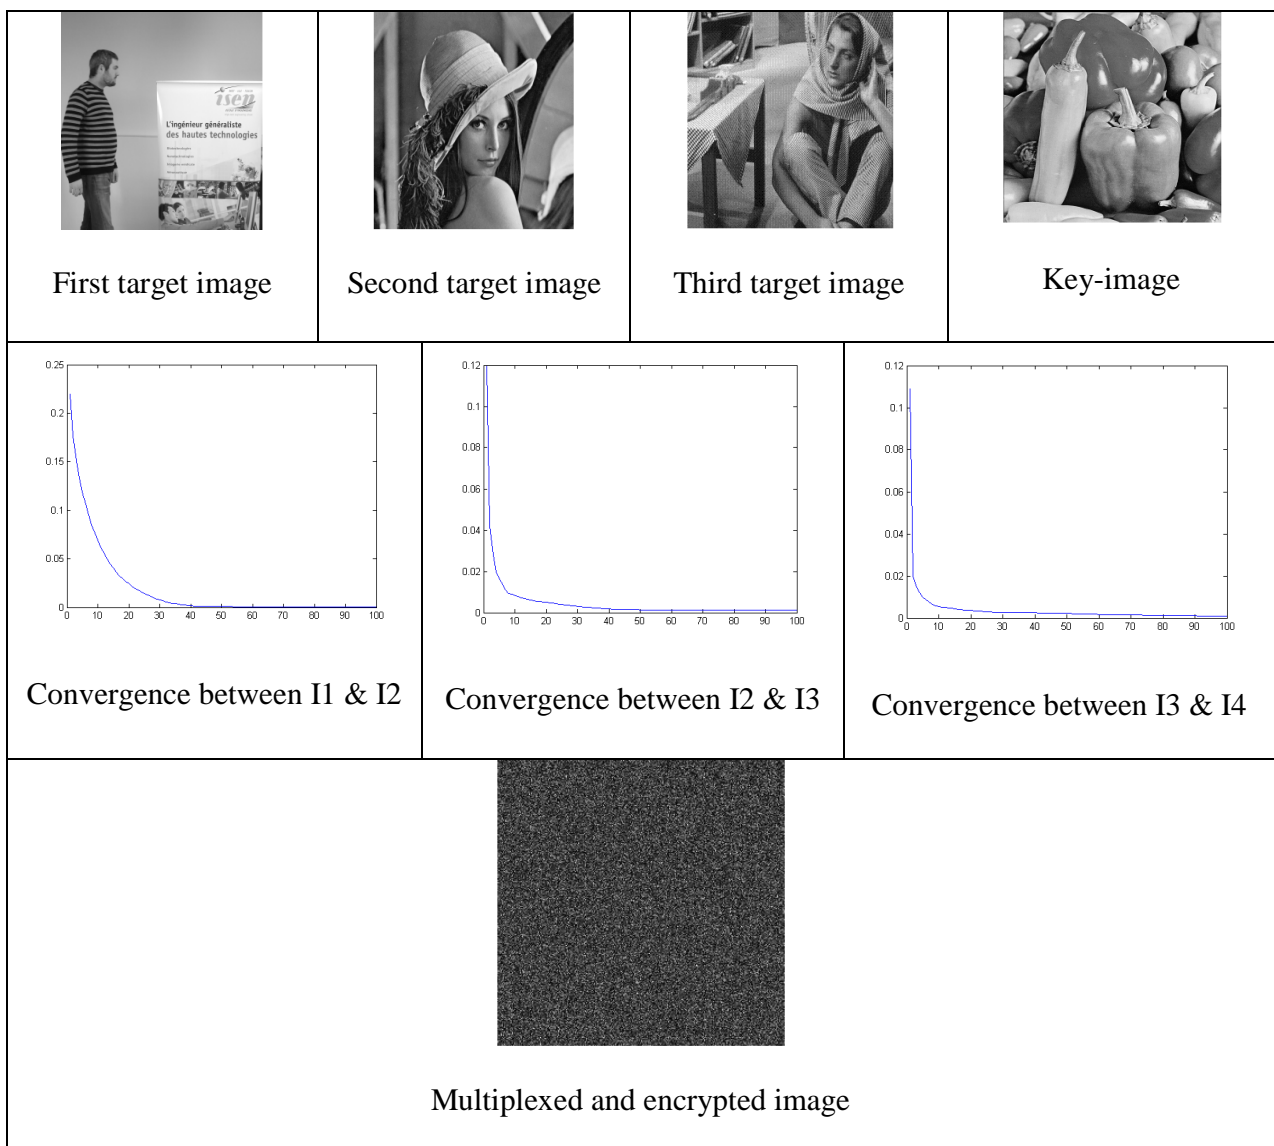 isen
L'ingénieur généraliste
des hautes technologies
First target image
Second target image
Third target image
Key-image
0.25
0.2
0.15
0.1
0.05
0
0 10 20 30 40 50 60 70 80 90 100
Convergence between I1 & I2
0.12
0.1
0.08
0.06
0.04
0.02
0
0 10 20 30 40 50 60 70 80 90 100
Convergence between I2 & I3
0.12
0.1
0.08
0.06
0.04
0.02
0
0 10 20 30 40 50 60 70 80 90 100
Convergence between I3 & I4
Multiplexed and encrypted image